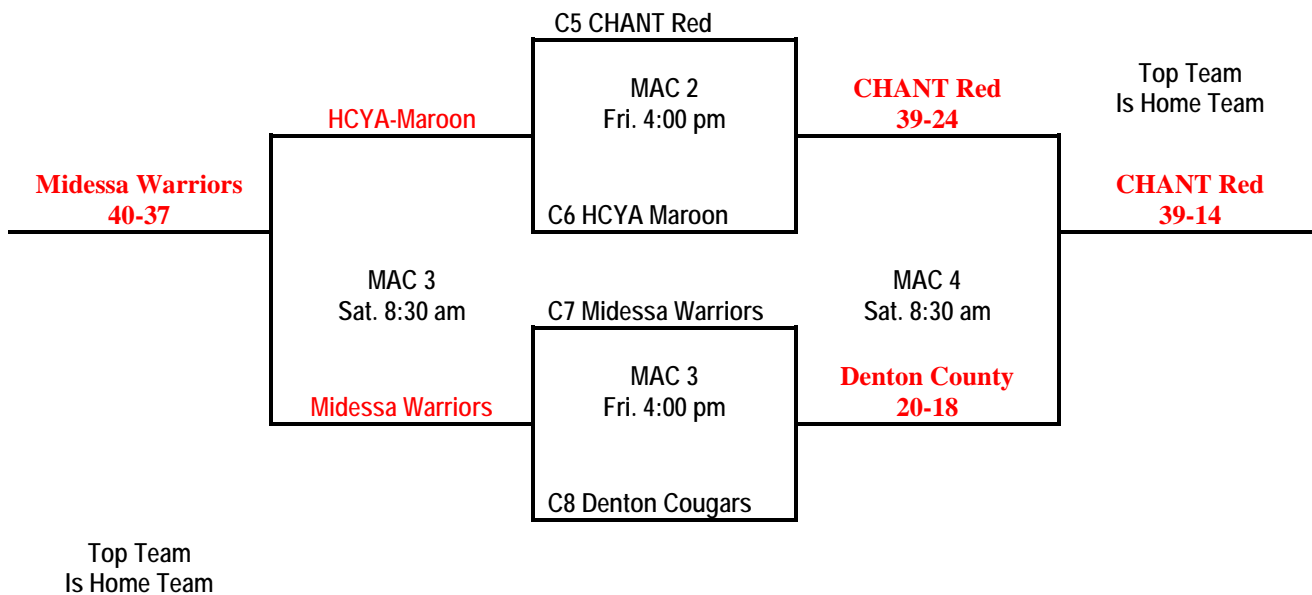 C5 CHANT Red
MAC 2
Fri. 4:00 pm
CHANT Red
39-24
Top Team
Is Home Team
HCYA-Maroon
Midessa Warriors
40-37
C6 HCYA Maroon
CHANT Red
39-14
MAC 3
Sat. 8:30 am
C7 Midessa Warriors
MAC 4
Sat. 8:30 am
Midessa Warriors
MAC 3
Fri. 4:00 pm
Denton County
20-18
C8 Denton Cougars
Top Team
Is Home Team